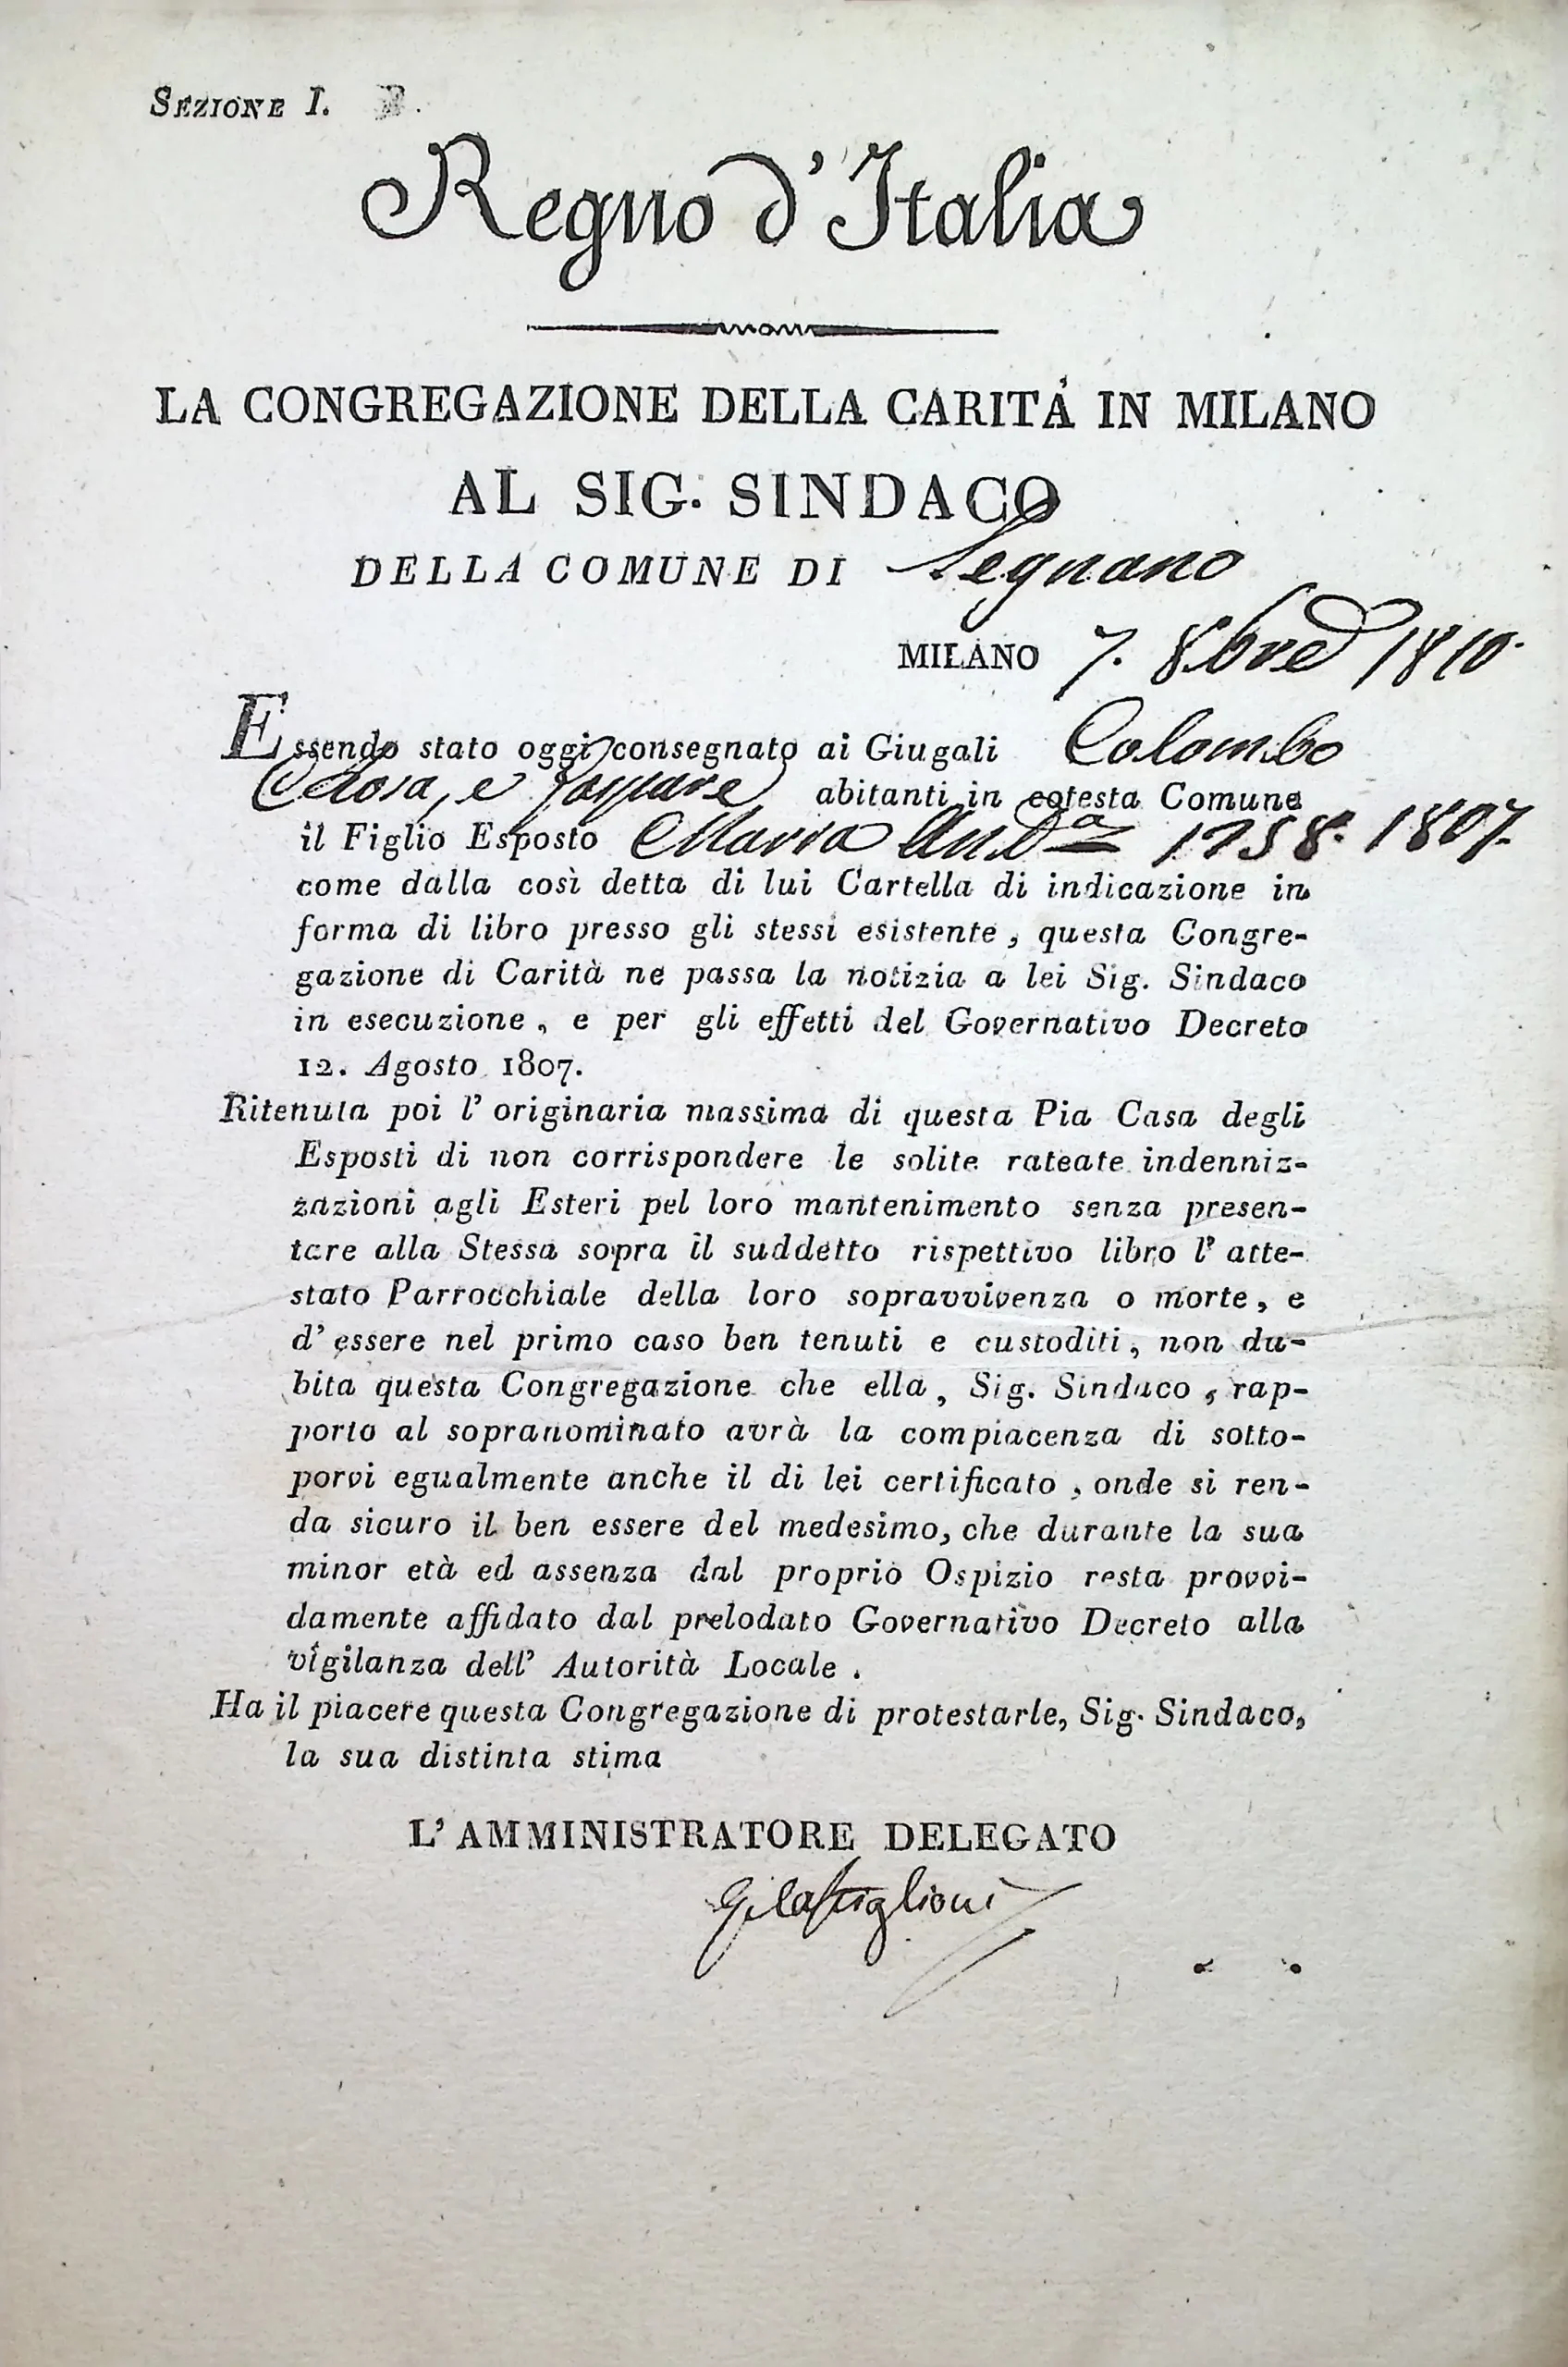 SEZIONE I.
Regno d'Italia
LA CONGREGAZIONE DELLA CARITÀ IN MILANO
AL SIG. SINDACO
DELLA COMUNE DI Legnano
MILANO 7. 8bre 1810.
Essendo stato oggi consegnato ai Giugali Colombo
Rosa, e Gaspare abitanti in cotesta Comune
il Figlio Esposto Maria 1258. 1807.
come dalla così detta di lui Cartella di indicazione in
forma di libro presso gli stessi esistente, questa Congre-
gazione di Carità ne passa la notizia a lei Sig. Sindaco
in esecuzione, e per gli effetti del Governativo Decreto
12. Agosto 1807.
Ritenuta poi l' originaria massima di questa Pia Casa degli
Esposti di non corrispondere le solite rateate indenniz-
zazioni agli Esteri pel loro mantenimento senza presen-
tare alla Stessa sopra il suddetto rispettivo libro l' atte-
stato Parrocchiale della loro sopravvivenza o morte, e
d' essere nel primo caso ben tenuti e custoditi, non du-
bita questa Congregazione che ella, Sig. Sindaco, rap-
porto al sopranominato avrà la compiacenza di sotto-
porvi egualmente anche il di lei certificato, onde si ren-
da sicuro il ben essere del medesimo, che durante la sua
minor età ed assenza dal proprio Ospizio resta provvi-
damente affidato dal prelodato Governativo Decreto alla
vigilanza dell' Autorità Locale.
Ha il piacere questa Congregazione di protestarle, Sig. Sindaco,
la sua distinta stima
L' AMMINISTRATORE DELEGATO